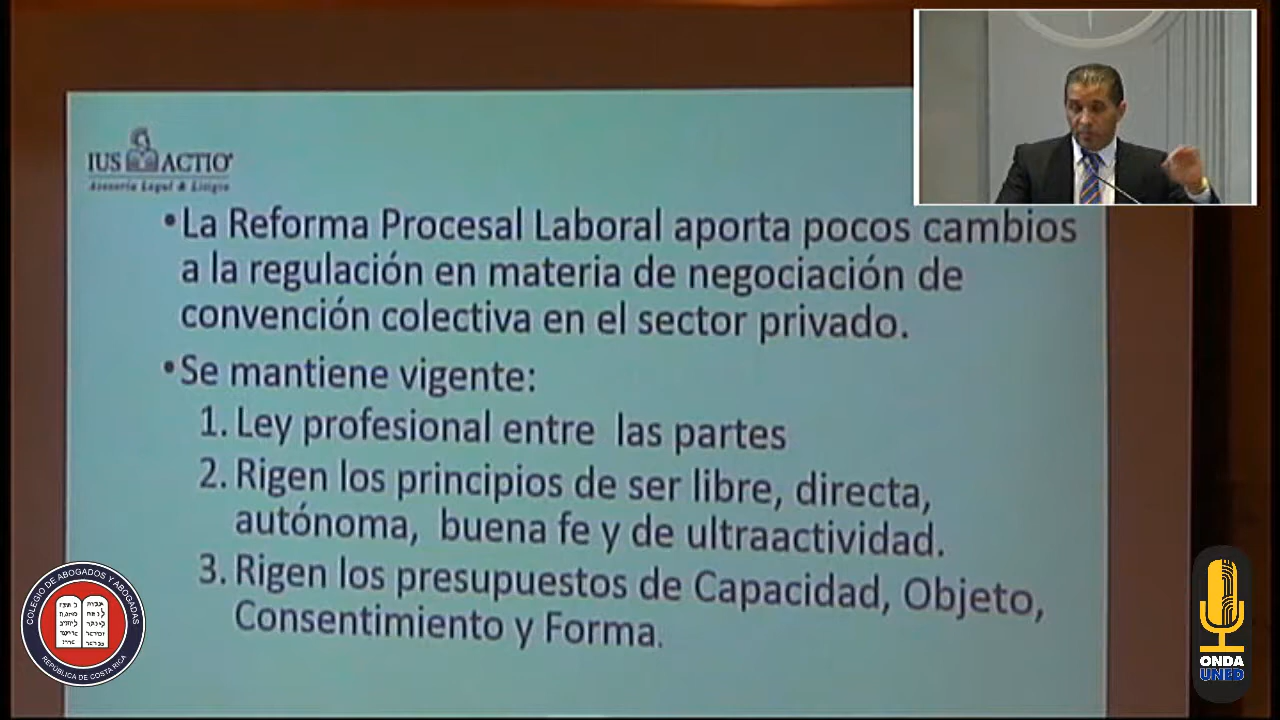 IUS ACTIO
Asesoría Legal & Litigio
• La Reforma Procesal Laboral aporta pocos cambios
a la regulación en materia de negociación de
convención colectiva en el sector privado.
• Se mantiene vigente:
1. Ley profesional entre las partes
2. Rigen los principios de ser libre, directa,
autónoma, buena fe y de ultraactividad.
3. Rigen los presupuestos de Capacidad, Objeto,
Consentimiento y Forma.
COLEGIO DE ABOGADOS Y ABOGADAS
REPÚBLICA DE COSTA RICA
ONDA
UNED